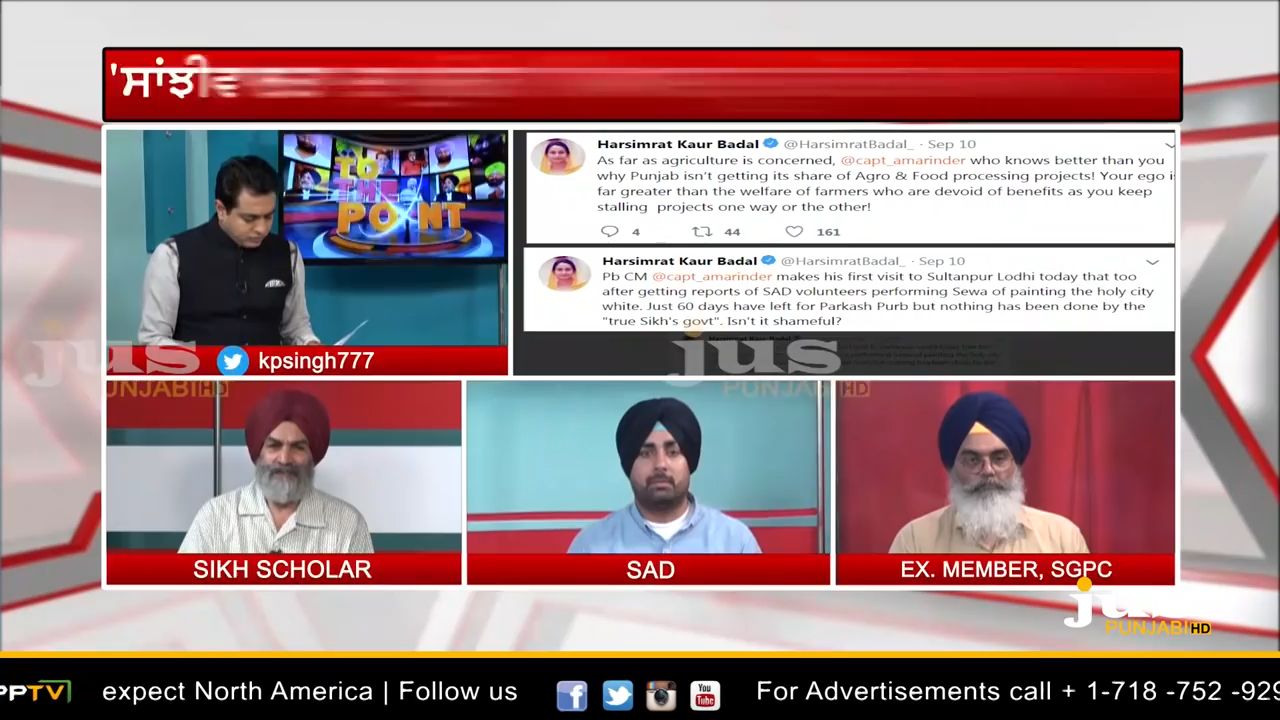 'ਸਾਂਝੀਵ
TO
THE
POINT
kpsingh777
Harsimrat Kaur Badal @HarsimratBadal_ · Sep 10
As far as agriculture is concerned, @capt_amarinder who knows better than you
why Punjab isn't getting its share of Agro & Food processing projects! Your ego i
far greater than the welfare of farmers who are devoid of benefits as you keep
stalling projects one way or the other!
4 44 161
Harsimrat Kaur Badal @HarsimratBadal_ · Sep 10
Pb CM @capt_amarinder makes his first visit to Sultanpur Lodhi today that too
after getting reports of SAD volunteers performing Sewa of painting the holy city
white. Just 60 days have left for Parkash Purb but nothing has been done by the
"true Sikh's govt". Isn't it shameful?
jus
PUNJABI HD
jus
PUNJABI HD
SIKH SCHOLAR
SAD
EX. MEMBER, SGPC
jus
PUNJABI HD
PPTV expect North America | Follow us You Tube For Advertisements call + 1-718 -752 -929